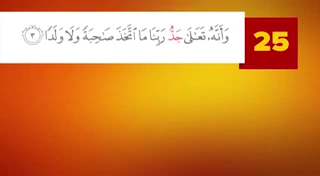 وَأَنَّهُۥ تَعَٰلَىٰ جَدُّ رَبِّنَا مَا ٱتَّخَذَ صَٰحِبَةً وَلَا وَلَدًا ٣
25